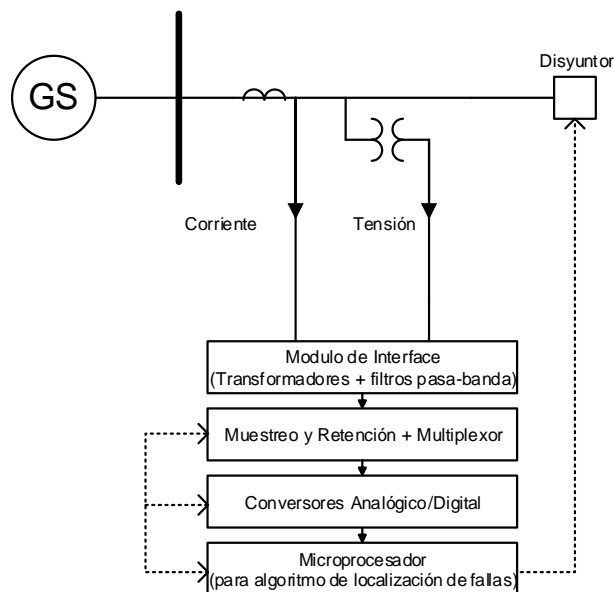 Disyuntor
GS
Corriente
Tensión
Modulo de Interface
(Transformadores + filtros pasa-banda)
Muestreo y Retención + Multiplexor
Conversores Analógico/Digital
Microprocesador
(para algoritmo de localización de fallas)